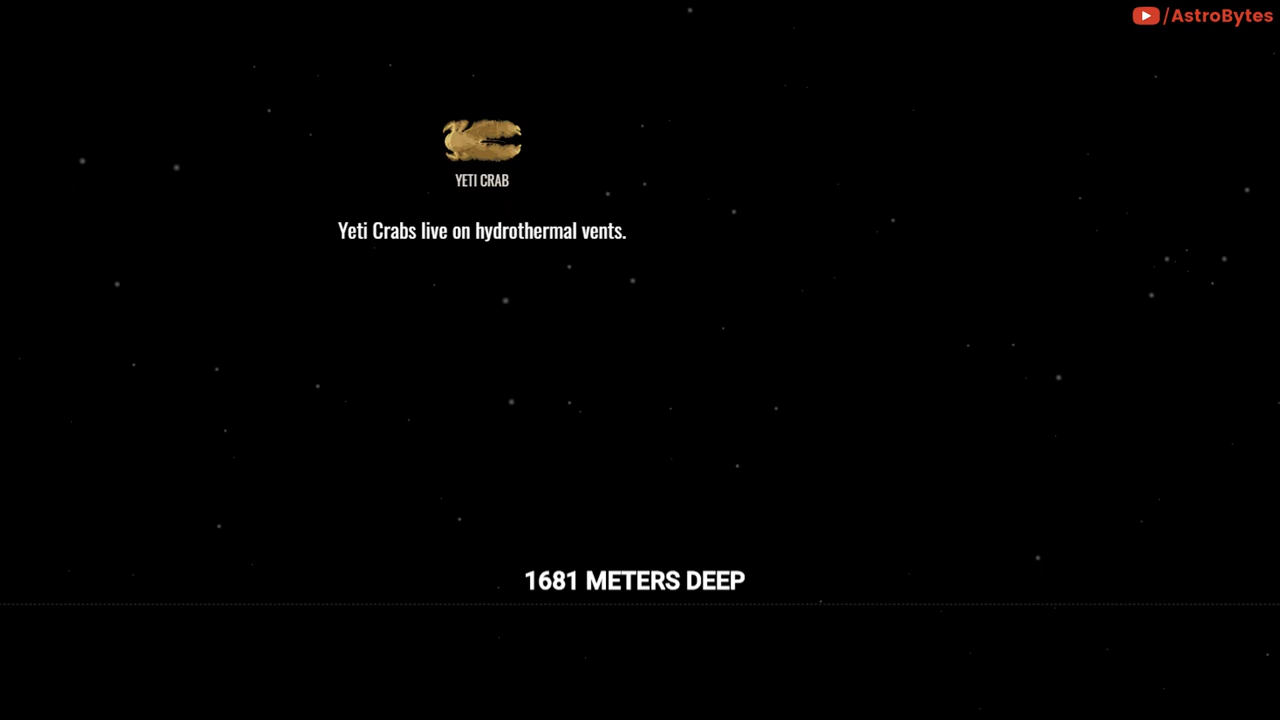 /AstroBytes
YETI CRAB
Yeti Crabs live on hydrothermal vents.
1681 METERS DEEP